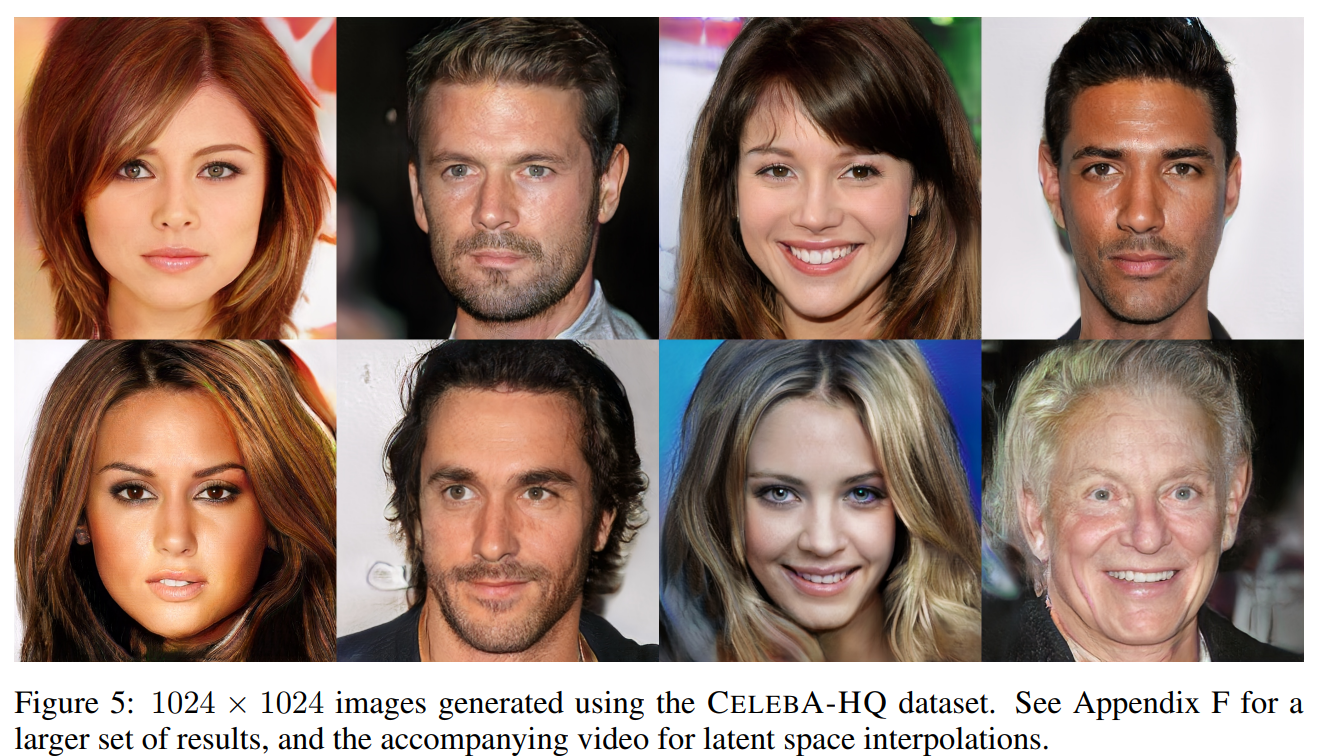 Figure 5: 1024 × 1024 images generated using the CELEBA-HQ dataset. See Appendix F for a
larger set of results, and the accompanying video for latent space interpolations.